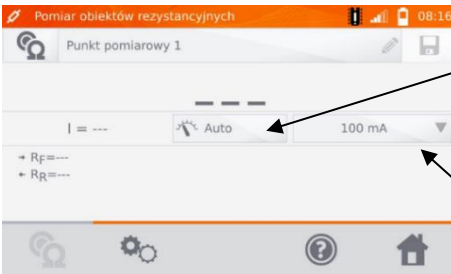 Pomiar obiektów rezystancyjnych 08:16
Punkt pomiarowy 1
---
I = --- Auto 100 mA
→ RF=---
← RR=---